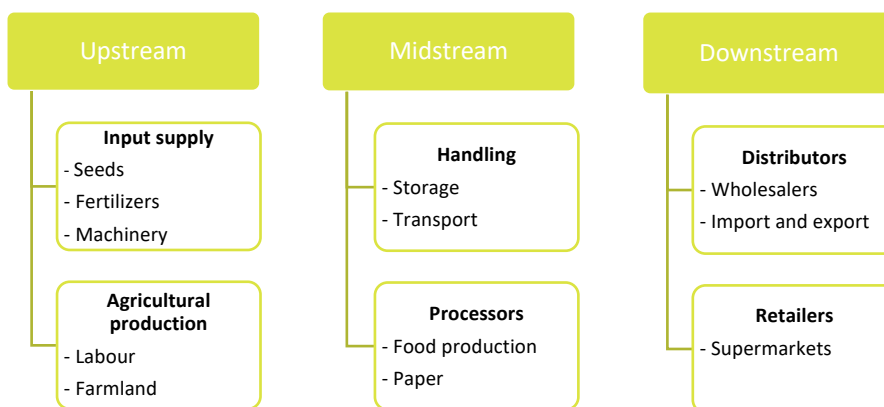 Upstream
Input supply
- Seeds
- Fertilizers
- Machinery
Agricultural
production
- Labour
- Farmland
Midstream
Handling
- Storage
- Transport
Processors
- Food production
- Paper
Downstream
Distributors
- Wholesalers
- Import and export
Retailers
- Supermarkets